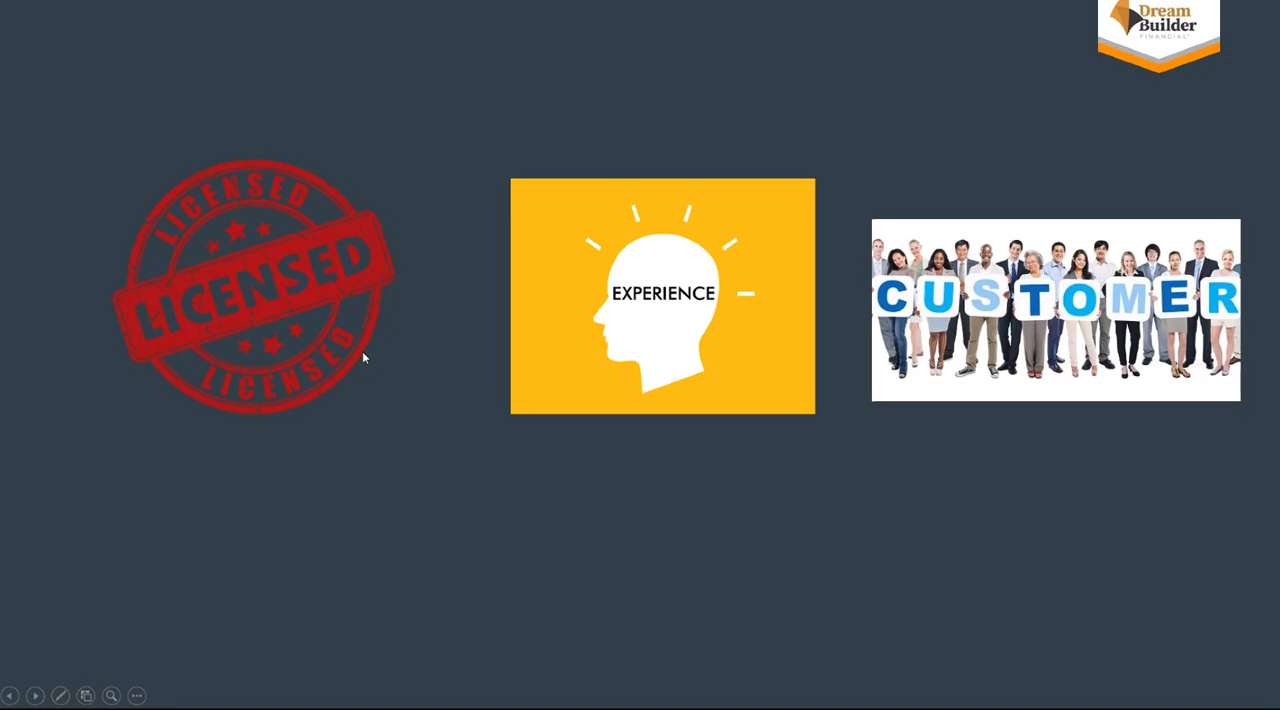 Dream
Builder
FINANCIAL
LICENSED
LICENSED
LICENSED
EXPERIENCE
CUSTOMER